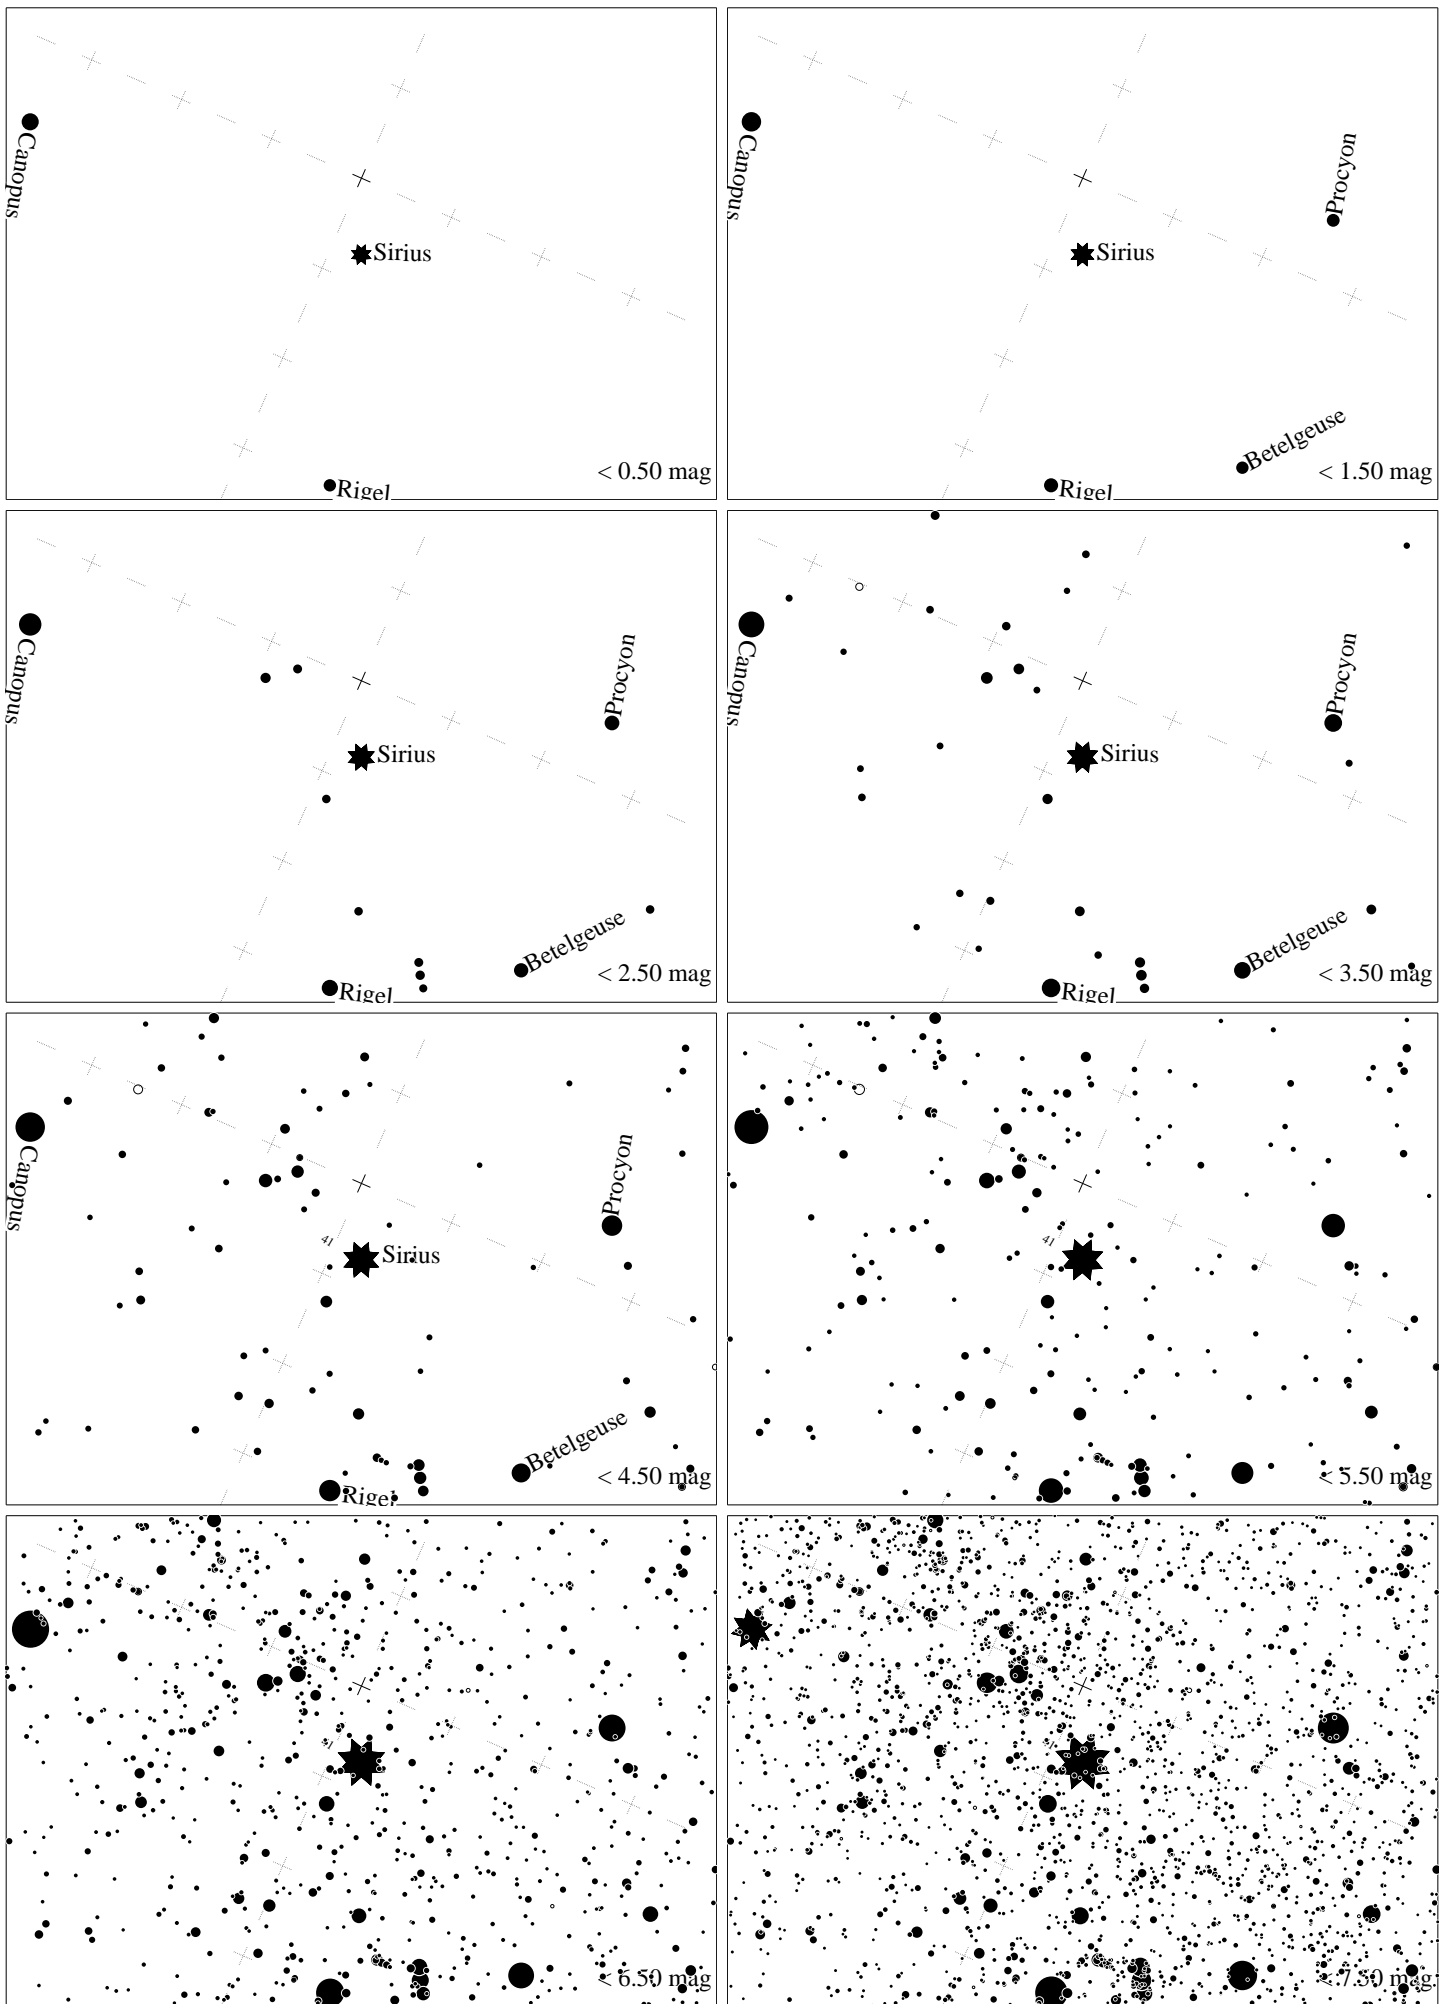 Canopus
Sirius
Rigel
< 0.50 mag
Canopus
Procyon
Sirius
Betelgeuse
Rigel
< 1.50 mag
Canopus
Procyon
Sirius
Betelgeuse
Rigel
< 2.50 mag
Canopus
Procyon
Sirius
Betelgeuse
Rigel
< 3.50 mag
Canopus
Procyon
41
Sirius
Betelgeuse
Rigel
< 4.50 mag
41
< 5.50 mag
41
< 6.50 mag
< 7.50 mag